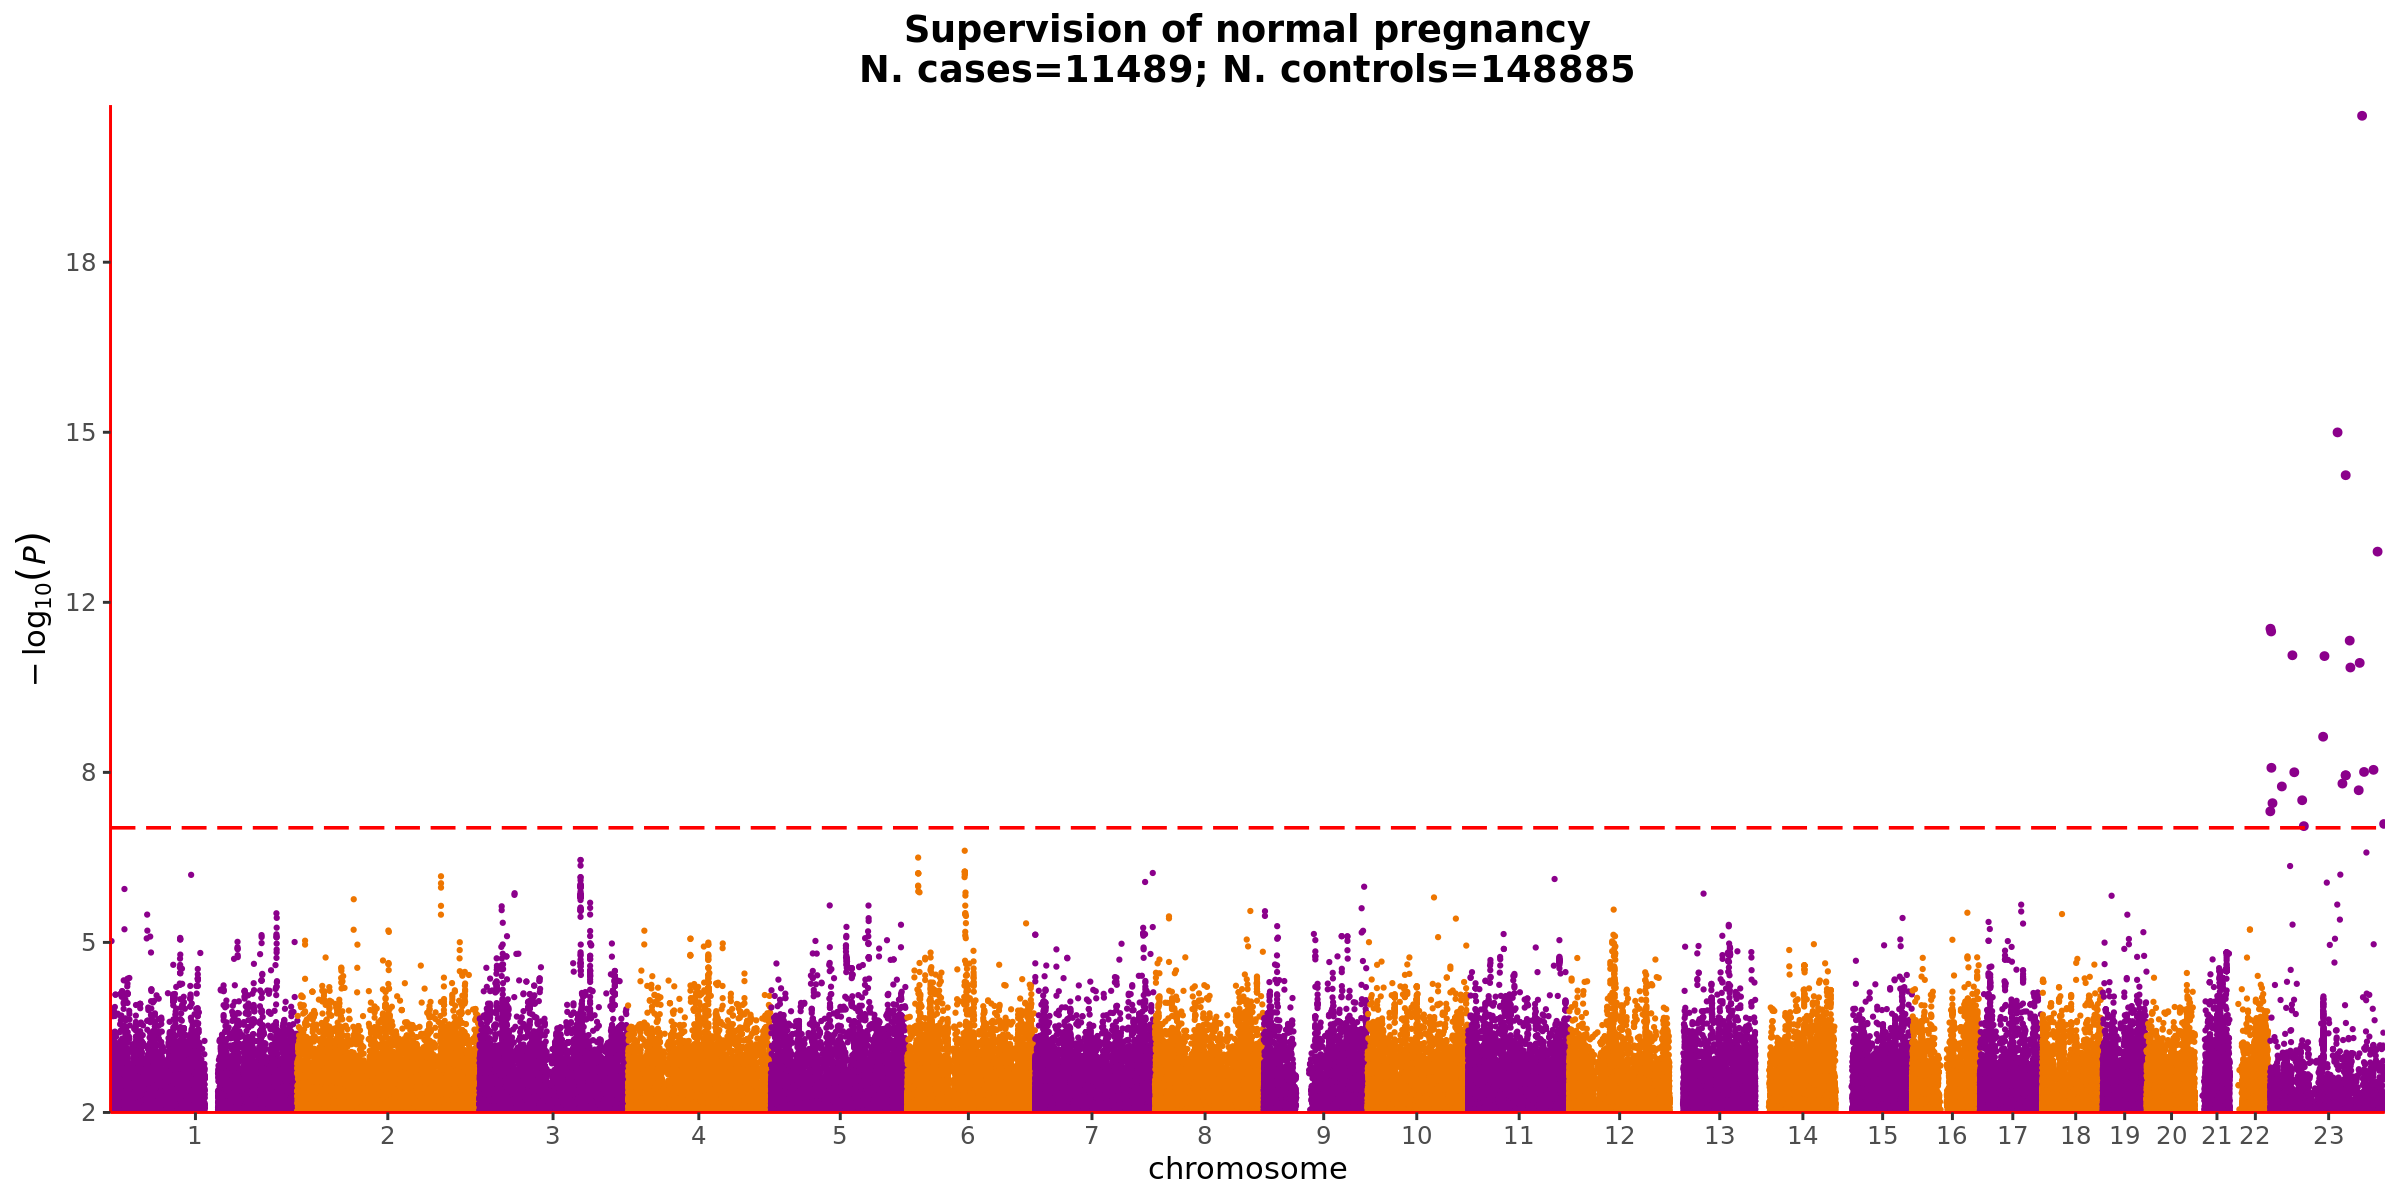 Supervision of normal pregnancy
N. cases=11489; N. controls=148885
− log10(P)
18
15
12
8
5
2
1 2 3 4 5 6 7 8 9 10 11 12 13 14 15 16 17 18 19 20 21 22 23
chromosome